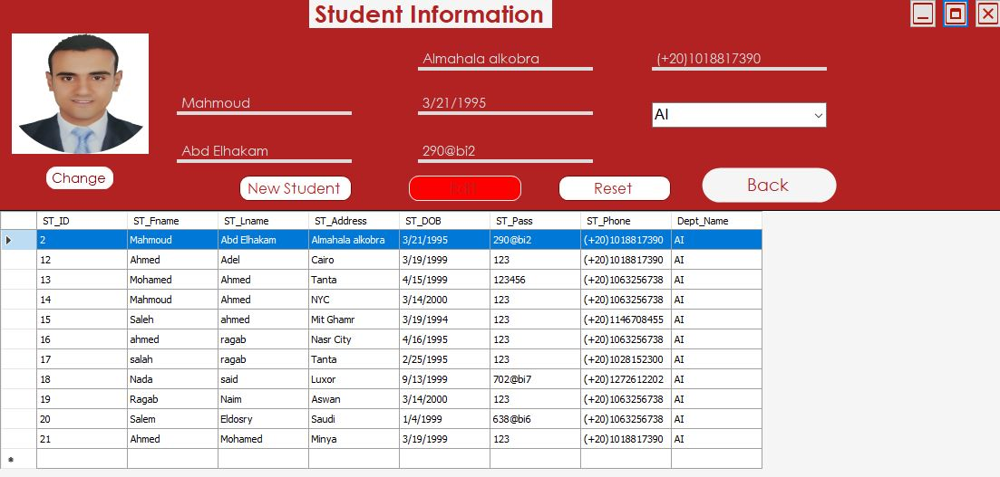 Student Information
Almahala alkobra (+20)1018817390
Mahmoud 3/21/1995 AI
Abd Elhakam 290@bi2
Change New Student Edit Reset Back
ST_ID ST_Fname ST_Lname ST_Address ST_DOB ST_Pass ST_Phone Dept_Name
2 Mahmoud Abd Elhakam Almahala alkobra 3/21/1995 290@bi2 (+20)1018817390 AI
12 Ahmed Adel Cairo 3/19/1999 123 (+20)1018817390 AI
13 Mohamed Ahmed Tanta 4/15/1999 123456 (+20)1063256738 AI
14 Mahmoud Ahmed NYC 3/14/2000 123 (+20)1063256738 AI
15 Saleh ahmed Mit Ghamr 3/19/1994 123 (+20)1146708455 AI
16 ahmed ragab Nasr City 4/16/1995 123 (+20)1063256738 AI
17 salah ragab Tanta 2/25/1995 123 (+20)1028152300 AI
18 Nada said Luxor 9/13/1999 702@bi7 (+20)1272612202 AI
19 Ragab Naim Aswan 3/14/2000 123 (+20)1063256738 AI
20 Salem Eldosry Saudi 1/4/1999 638@bi6 (+20)1063256738 AI
21 Ahmed Mohamed Minya 3/19/1999 123 (+20)1018817390 AI